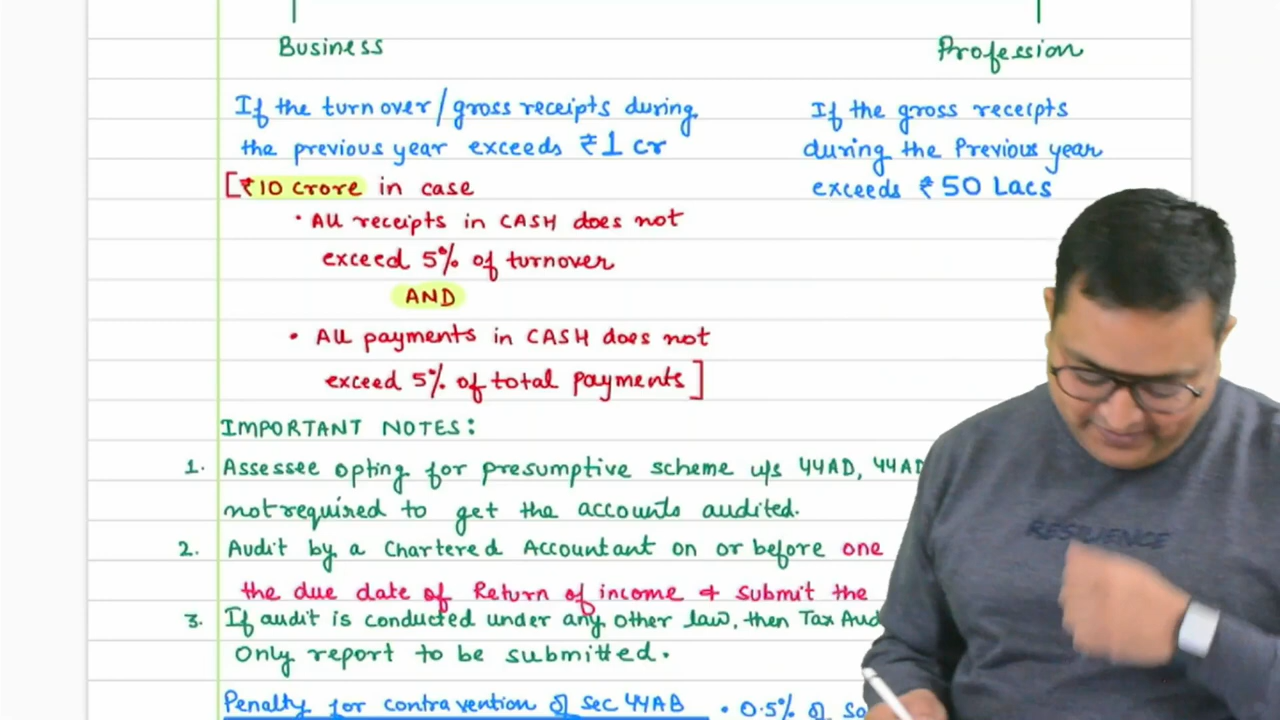 Business
Profession
If the turnover/gross receipts during
the previous year exceeds ₹1 cr
[₹10 crore in case
• All receipts in CASH does not
exceed 5% of turnover
AND
• All payments in CASH does not
exceed 5% of total payments]
If the gross receipts
during the Previous year
exceeds ₹50 Lacs
IMPORTANT NOTES:
1. Assessee opting for presumptive scheme u/s 44AD, 44AD
not required to get the accounts audited.
2. Audit by a Chartered Accountant on or before one
the due date of Return of income & submit the
3. If audit is conducted under any other law, then Tax Aud
Only report to be submitted.
Penalty for contravention of sec 44AB • 0.5% of
RESILIENCE